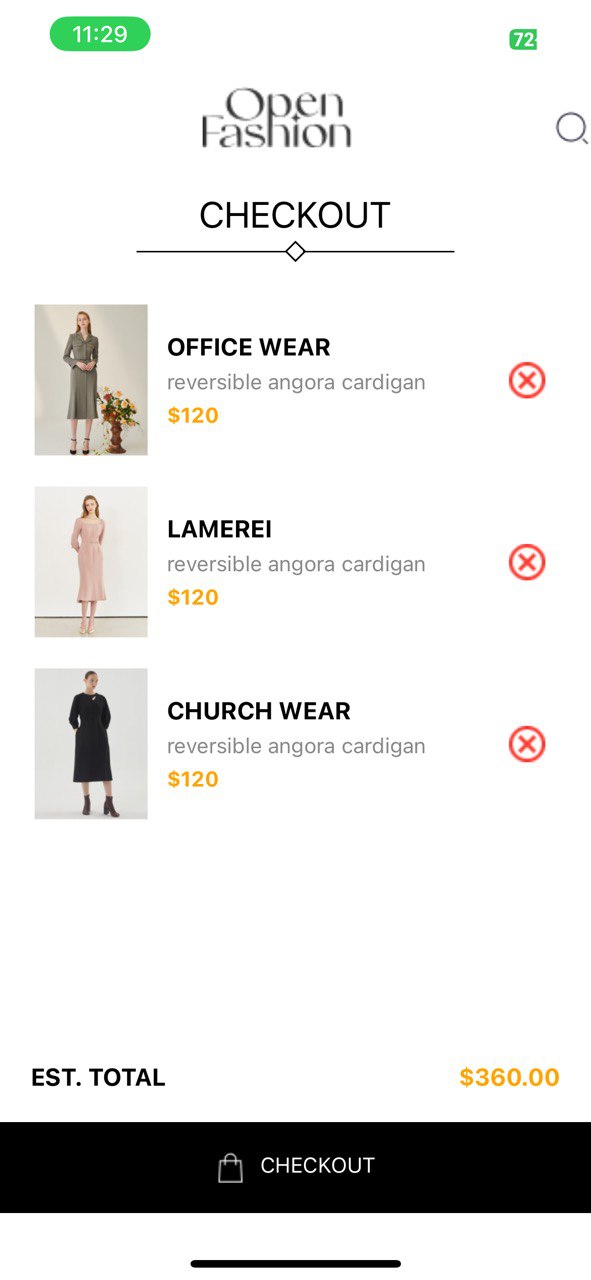 11:29
72
Open
Fashion
CHECKOUT
OFFICE WEAR
reversible angora cardigan
$120
LAMEREI
reversible angora cardigan
$120
CHURCH WEAR
reversible angora cardigan
$120
EST. TOTAL $360.00
CHECKOUT